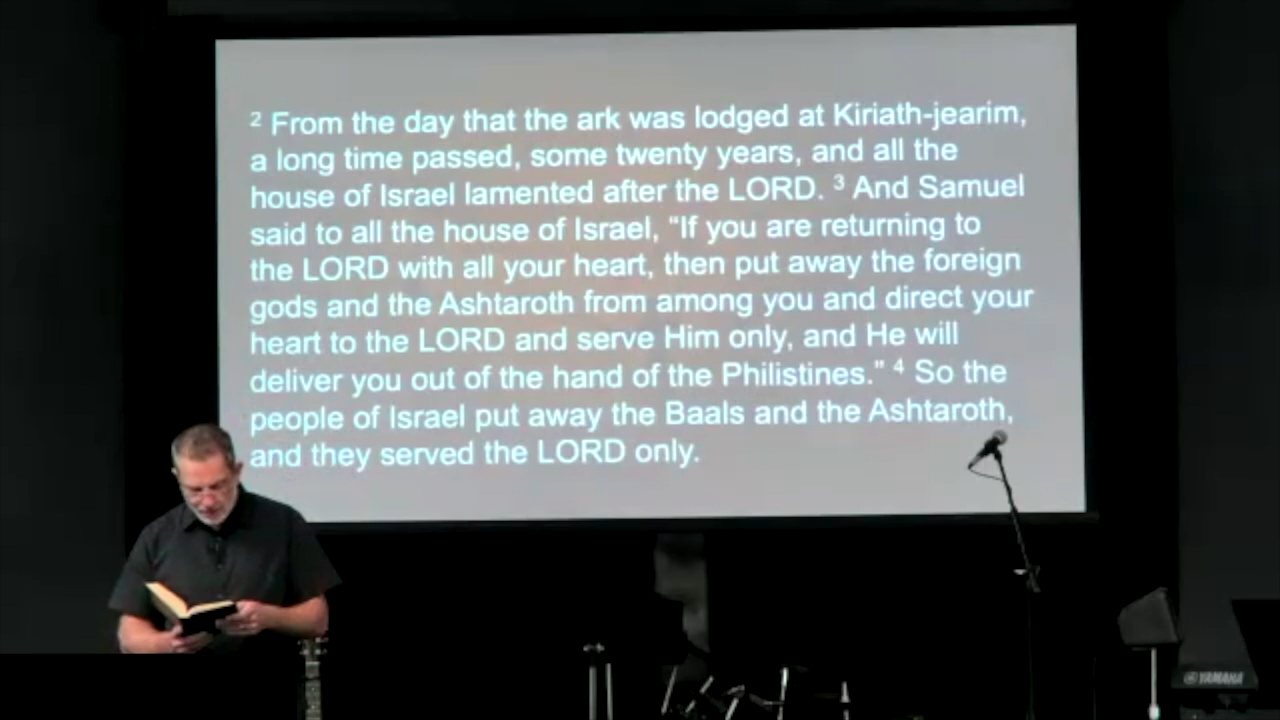 ² From the day that the ark was lodged at Kiriath-jearim,
a long time passed, some twenty years, and all the
house of Israel lamented after the LORD. ³ And Samuel
said to all the house of Israel, “If you are returning to
the LORD with all your heart, then put away the foreign
gods and the Ashtaroth from among you and direct your
heart to the LORD and serve Him only, and He will
deliver you out of the hand of the Philistines.” ⁴ So the
people of Israel put away the Baals and the Ashtaroth,
and they served the LORD only.
YAMAHA